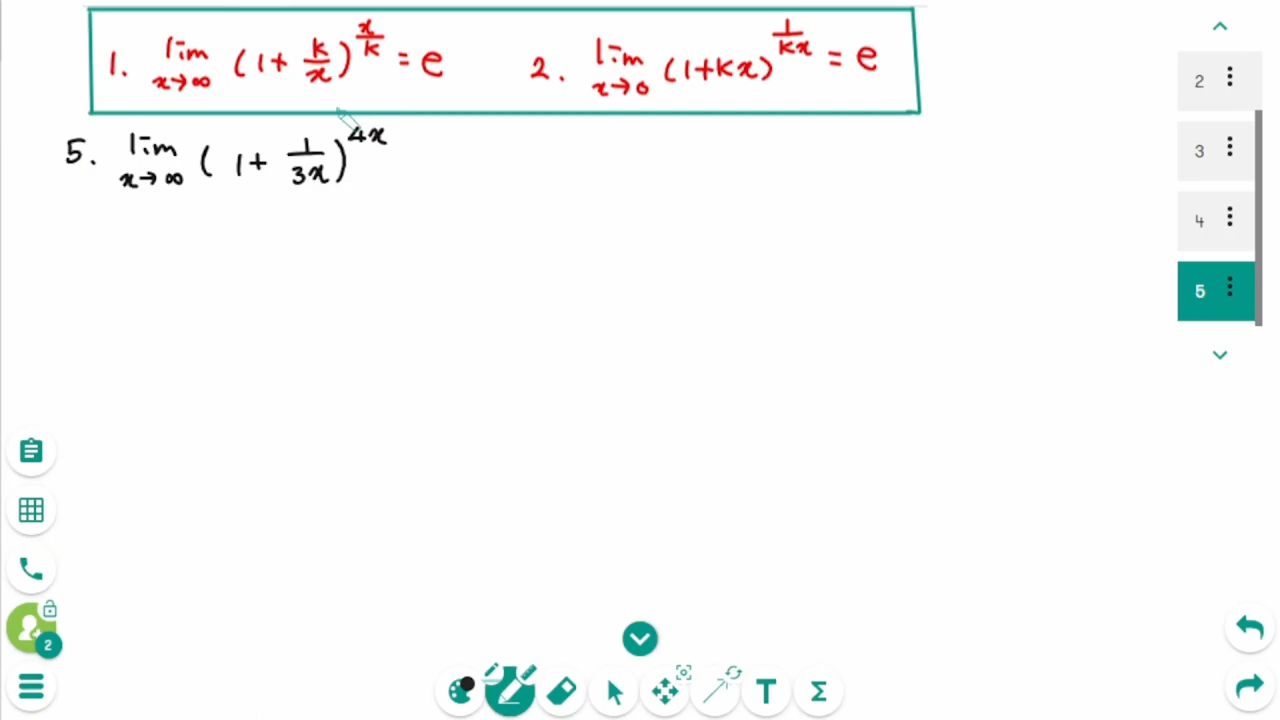 1. lim x→∞ (1 + k/x)^(x/k) = e 2. lim x→0 (1+kx)^(1/kx) = e
5. lim x→∞ (1 + 1/3x)^4x
2
3
4
5
2
T
Σ